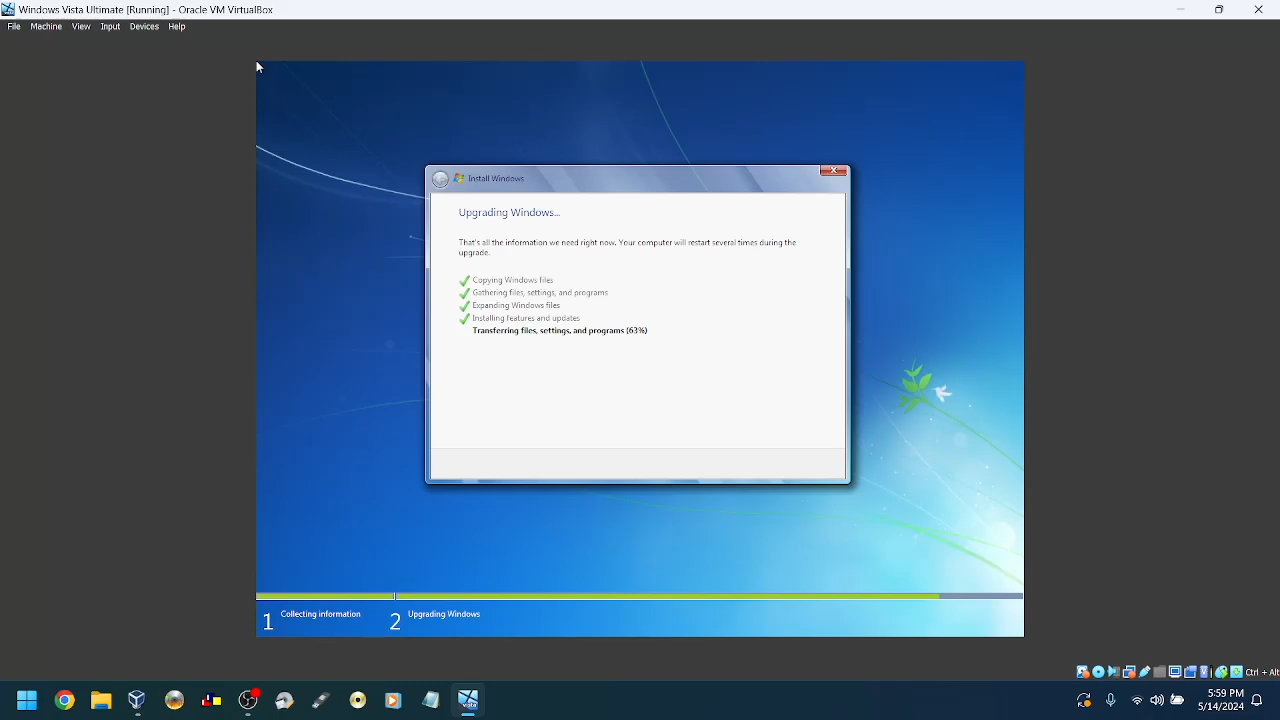 Windows Vista Ultimate [Running] - Oracle VM VirtualBox
File Machine View Input Devices Help
Install Windows
Upgrading Windows...
That's all the information we need right now. Your computer will restart several times during the
upgrade.
Copying Windows files
Gathering files, settings, and programs
Expanding Windows files
Installing features and updates
Transferring files, settings, and programs (63%)
1 Collecting information 2 Upgrading Windows
Ctrl + Alt
vista
5:59 PM
5/14/2024